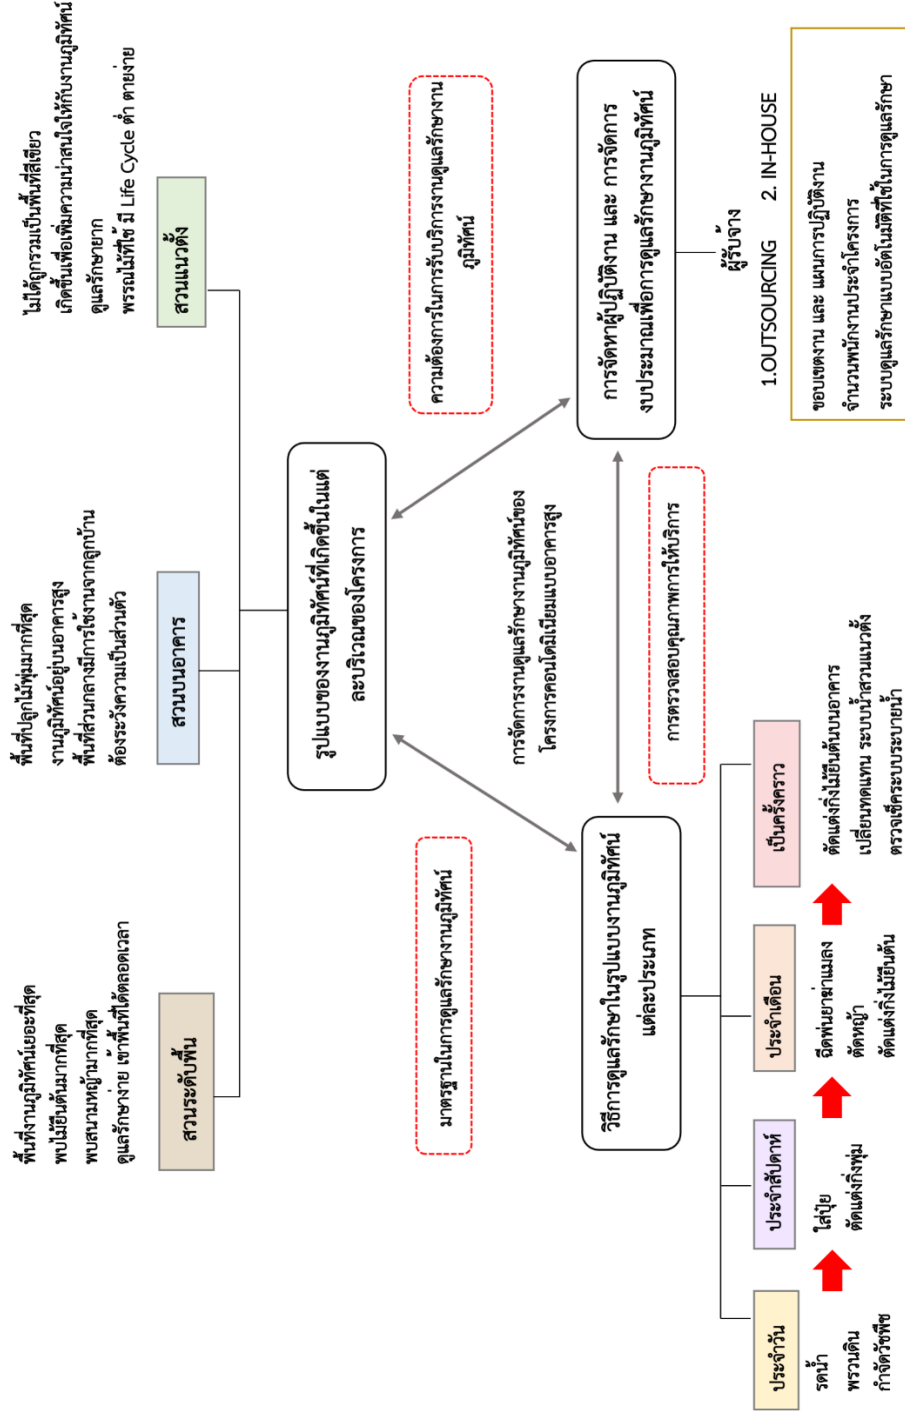 พื้นที่งานภูมิทัศน์เยอะที่สุด
พบไม้ยืนต้นมากที่สุด
พบสนามหญ้ามากที่สุด
ดูแลรักษาง่าย เข้าพื้นที่ได้ตลอดเวลา
สวนระดับพื้น
พื้นที่ปลูกไม้พุ่มมากที่สุด
งานภูมิทัศน์อยู่บนอาคารสูง
พื้นที่ส่วนกลางมีการใช้งานจากลูกบ้าน
ต้องระวังความเป็นส่วนตัว
สวนบนอาคาร
ไม่ได้ถูกรวมเป็นพื้นที่สีเขียว
เกิดขึ้นเพื่อเพิ่มความน่าสนใจให้กับงานภูมิทัศน์
ดูแลรักษายาก
พรรณไม้ที่ใช้ มี Life Cycle ต่ำ ตายง่าย
สวนแนวตั้ง
รูปแบบของงานภูมิทัศน์ที่เกิดขึ้นในแต่
ละบริเวณของโครงการ
มาตรฐานในการดูแลรักษางานภูมิทัศน์
ความต้องการในการรับบริการงานดูแลรักษางาน
ภูมิทัศน์
การจัดการงานดูแลรักษางานภูมิทัศน์ของ
โครงการคอนโดมิเนียมแบบอาคารสูง
วิธีการดูแลรักษาในรูปแบบงานภูมิทัศน์
แต่ละประเภท
การตรวจสอบคุณภาพการให้บริการ
การจัดหาผู้ปฏิบัติงาน และ การจัดการ
งบประมาณเพื่อการดูแลรักษางานภูมิทัศน์
ผู้รับจ้าง
1.OUTSOURCING 2. IN-HOUSE
ขอบเขตงาน และ แผนการปฏิบัติงาน
จำนวนพนักงานประจำโครงการ
ระบบดูแลรักษาแบบอัตโนมัติที่ใช้ในการดูแลรักษา
ประจำวัน
รดน้ำ
พรวนดิน
กำจัดวัชพืช
ประจำสัปดาห์
ใส่ปุ๋ย
ตัดแต่งกิ่งพุ่ม
ประจำเดือน
ฉีดพ่นยาฆ่าแมลง
ตัดหญ้า
ตัดแต่งกิ่งไม้ยืนต้น
เป็นครั้งคราว
ตัดแต่งกิ่งไม้ยืนต้นบนอาคาร
เปลี่ยนทดแทน ระบบน้ำสวนแนวตั้ง
ตรวจเช็คระบบระบายน้ำ